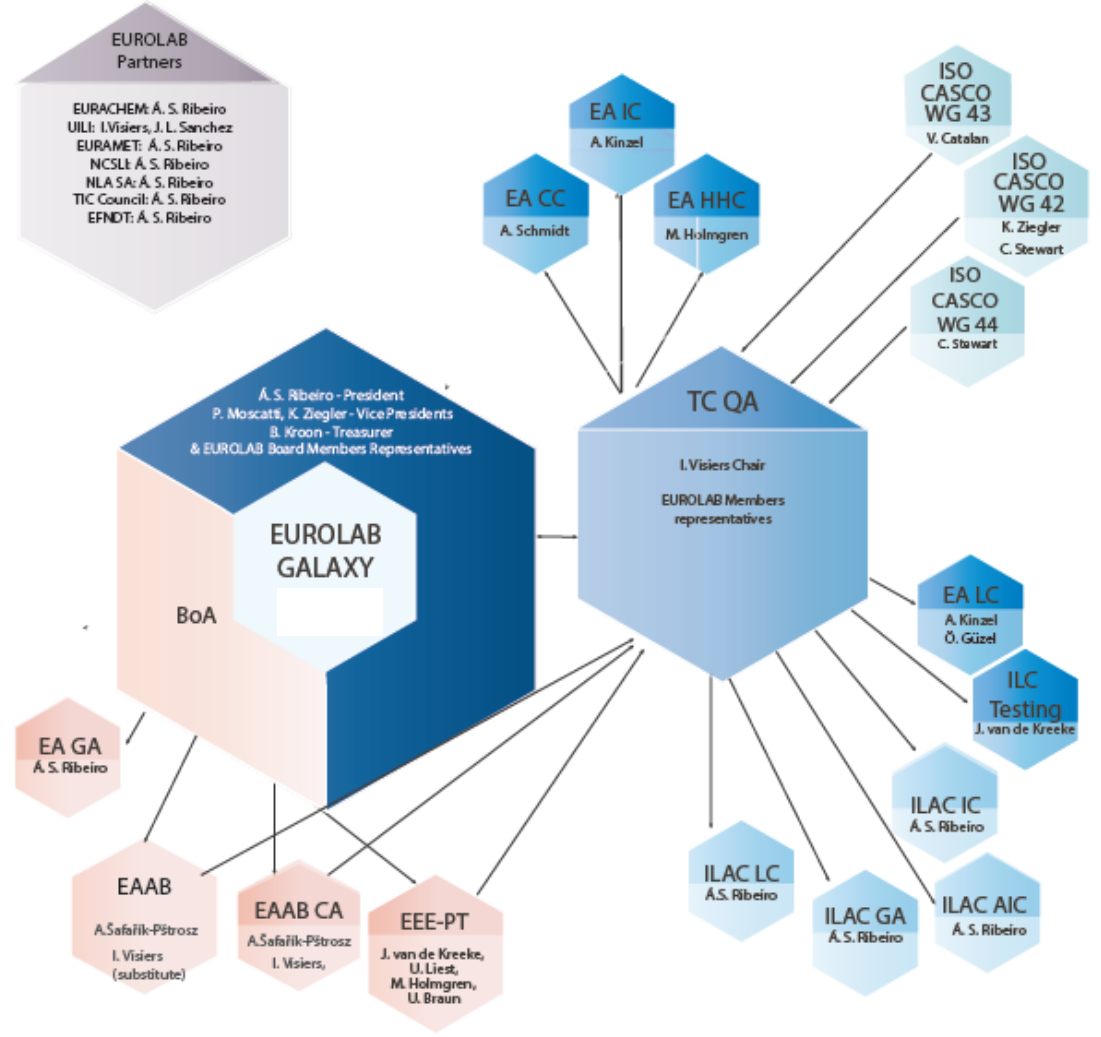 EUROLAB
Partners
EURACHEM: Á. S. Ribeiro
UILI: I.Visiers, J. L. Sanchez
EURAMET: Á. S. Ribeiro
NCSLI: Á. S. Ribeiro
NLA SA: Á. S. Ribeiro
TIC Council: Á. S. Ribeiro
EFNDT: Á. S. Ribeiro
EA IC
A. Kinzel
EA CC
A. Schmidt
EA HHC
M. Holmgren
ISO
CASCO
WG 43
V. Catalan
ISO
CASCO
WG 42
K. Ziegler
C. Stewart
ISO
CASCO
WG 44
C. Stewart
Á. S. Ribeiro - President
P. Moscatti, K. Ziegler - Vice Presidents
B. Kroon - Treasurer
& EUROLAB Board Members Representatives
EUROLAB
GALAXY
BoA
TC QA
I. Visiers Chair
EUROLAB Members
representatives
EA LC
A. Kinzel
Ö. Güzel
ILC
Testing
J. van de Kreeke
ILAC IC
Á. S. Ribeiro
ILAC AIC
Á. S. Ribeiro
ILAC GA
Á. S. Ribeiro
ILAC LC
Á.S. Ribeiro
EA GA
Á. S. Ribeiro
EAAB
A.Šafařík-Pštrosz
I. Visiers
(substitute)
EAAB CA
A.Šafařík-Pštrosz
I. Visiers,
EEE-PT
J. van de Kreeke,
U. Liest,
M. Holmgren,
U. Braun